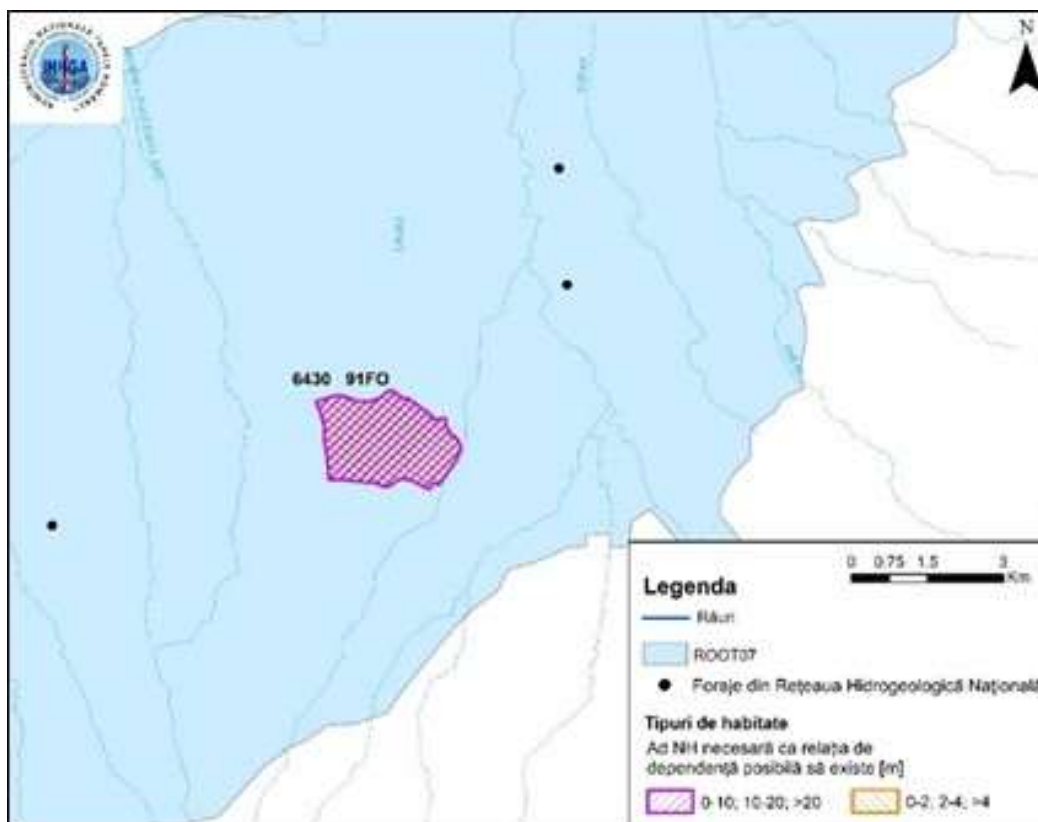 N
6430 91FO
0 0.75 1.5 3
Km
Legenda
Râuri
ROOT07
Foraje din Rețeaua Hidrogeologică Națională
Tipuri de habitate
Ad NH necesară ca relația de
dependență posibilă să existe [m]
0-10; 10-20; >20 0-2; 2-4; >4